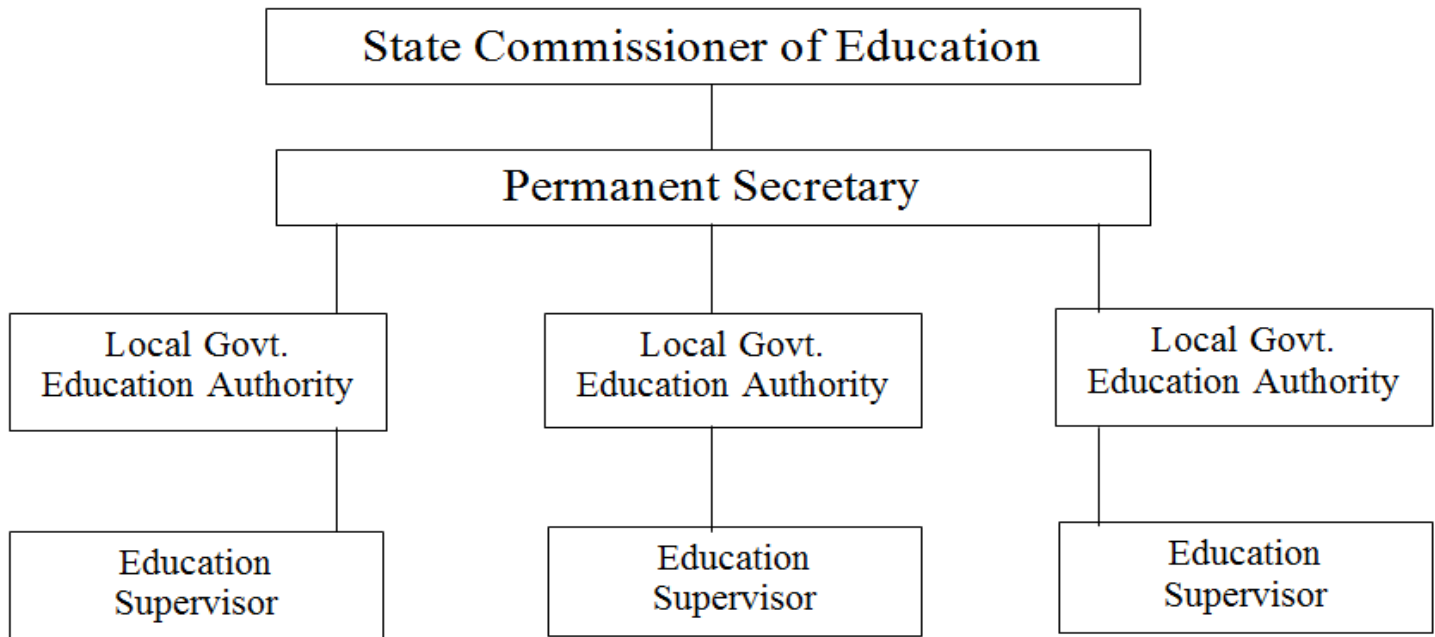 State Commissioner of Education
Permanent Secretary
Local Govt.
Education Authority
Local Govt.
Education Authority
Local Govt.
Education Authority
Education
Supervisor
Education
Supervisor
Education
Supervisor